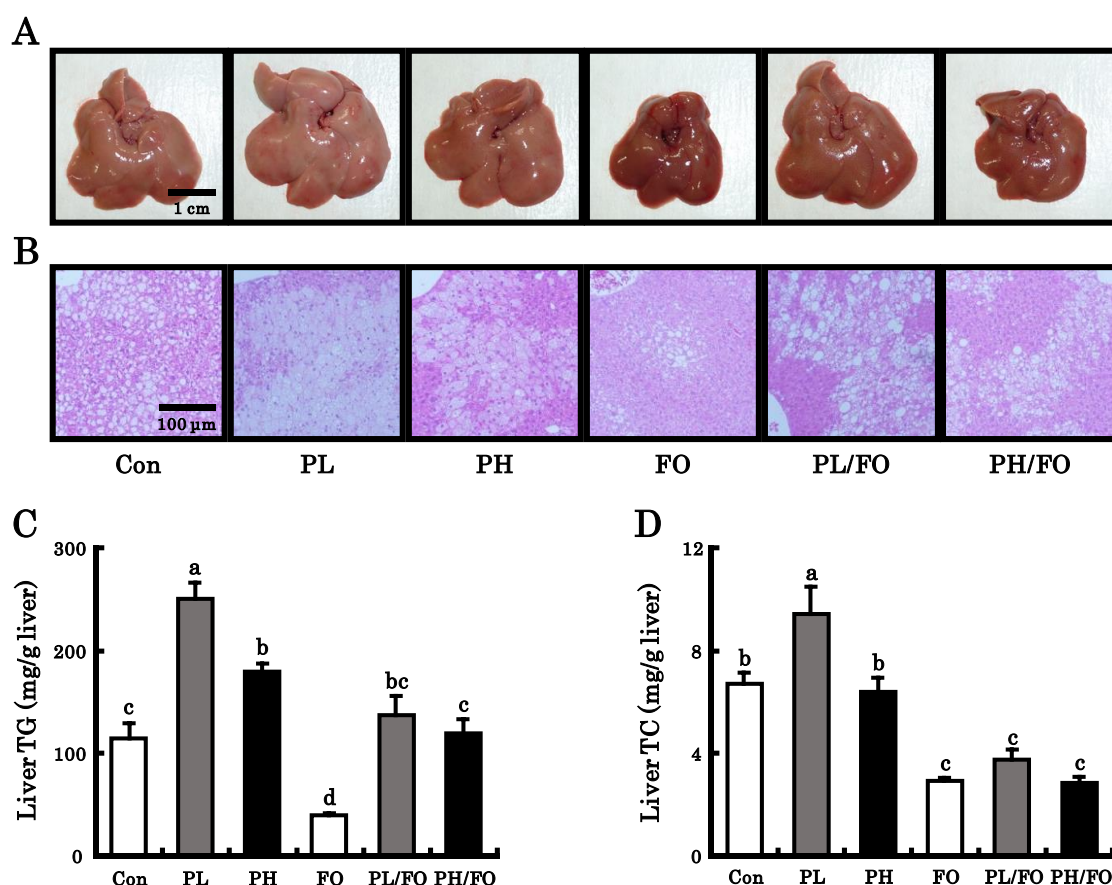 A
1 cm
B
100 μm
Con PL PH FO PL/FO PH/FO
C
Liver TG (mg/g liver)
300
200
100
0
c a b d bc c
Con PL PH FO PL/FO PH/FO
D
Liver TC (mg/g liver)
12
8
4
0
b a b c c c
Con PL PH FO PL/FO PH/FO